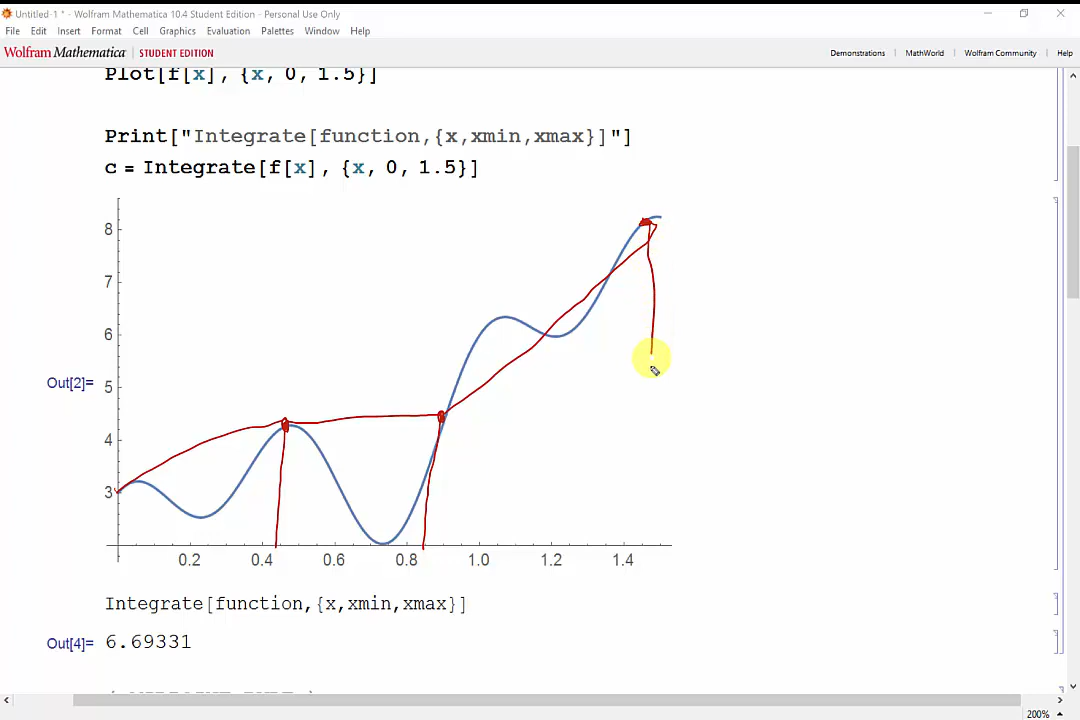 Untitled-1 * - Wolfram Mathematica 10.4 Student Edition - Personal Use Only
File Edit Insert Format Cell Graphics Evaluation Palettes Window Help
Wolfram Mathematica STUDENT EDITION Demonstrations MathWorld Wolfram Community Help
Plot[f[x], {x, 0, 1.5}]
Print["Integrate[function,{x,xmin,xmax}]"]
c = Integrate[f[x], {x, 0, 1.5}]
8
7
6
Out[2]= 5
4
3
0.2 0.4 0.6 0.8 1.0 1.2 1.4
Integrate[function,{x,xmin,xmax}]
Out[4]= 6.69331
200%